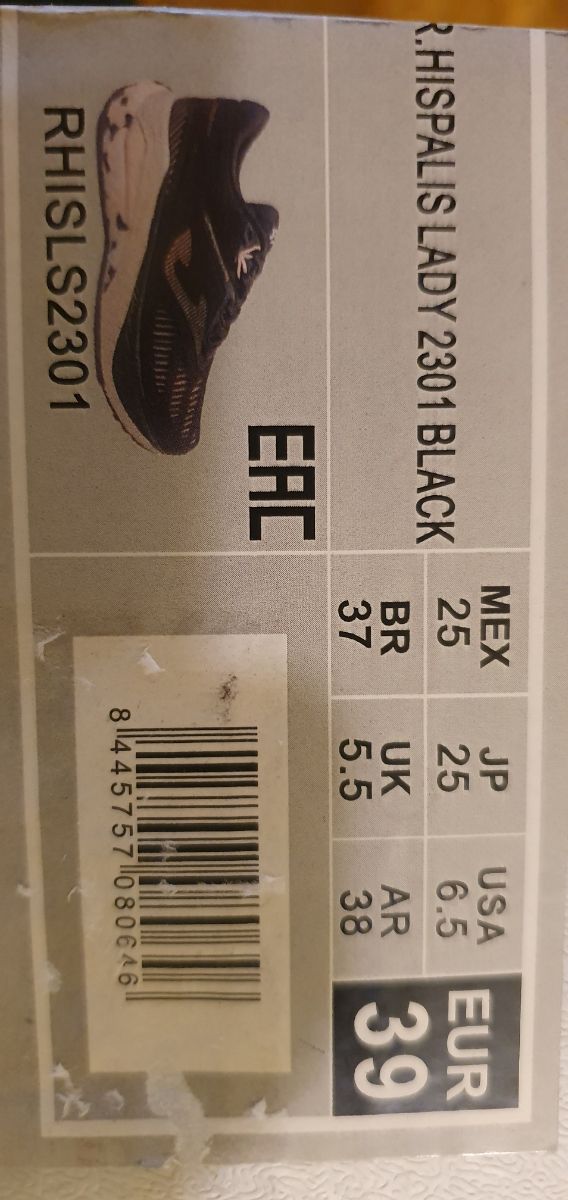 R.HISPALIS LADY 2301 BLACK
MEX
25
JP
25
USA
6.5
EUR
39
BR
37
UK
5.5
AR
38
EAC
RHISLS2301
8 445757 080646